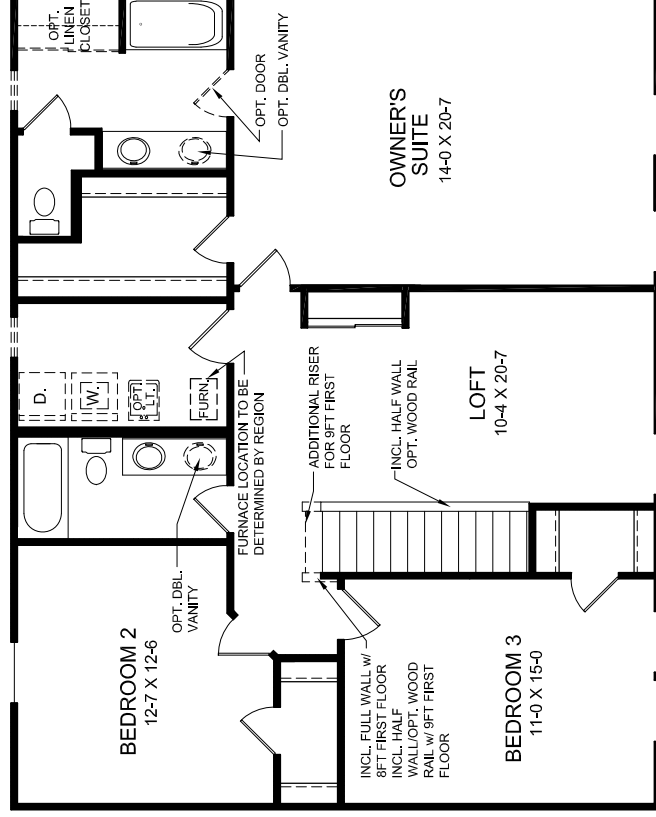 OPT.
LINEN
CLOSET
OPT. DOOR
OPT. DBL. VANITY
OWNER'S
SUITE
14-0 X 20-7
D.
W.
OPT.
LT.
FURN.
FURNACE LOCATION TO BE
DETERMINED BY REGION
ADDITIONAL RISER
FOR 9FT FIRST
FLOOR
INCL. HALF WALL
OPT. WOOD RAIL
LOFT
10-4 X 20-7
OPT. DBL.
VANITY
BEDROOM 2
12-7 X 12-6
INCL. FULL WALL w/
8FT FIRST FLOOR
INCL. HALF
WALL/OPT. WOOD
RAIL w/ 9FT FIRST
FLOOR
BEDROOM 3
11-0 X 15-0